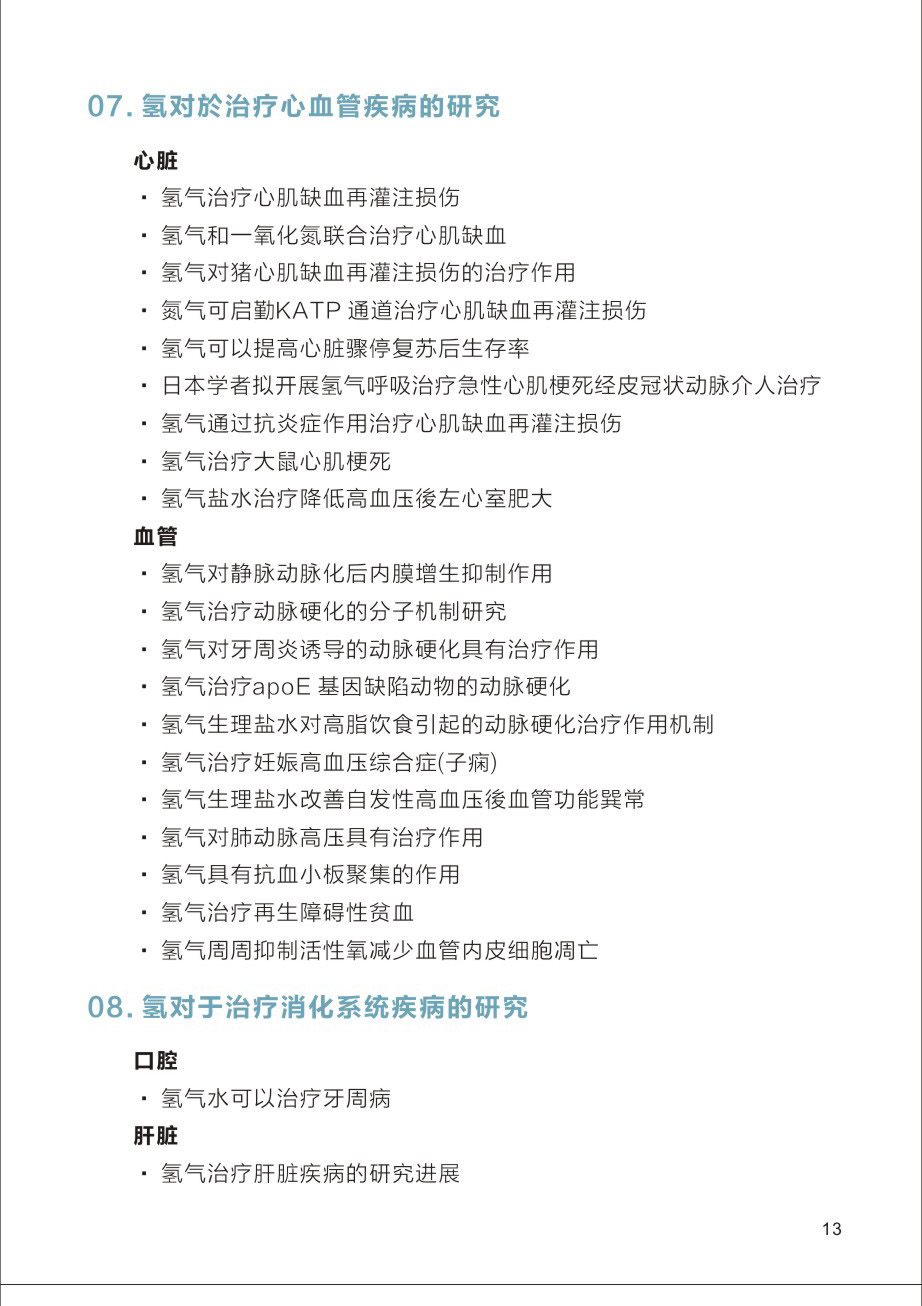 07. 氢对於治疗心血管疾病的研究
心脏
· 氢气治疗心肌缺血再灌注损伤
· 氢气和一氧化氮联合治疗心肌缺血
· 氢气对猪心肌缺血再灌注损伤的治疗作用
· 氮气可启勤KATP 通道治疗心肌缺血再灌注损伤
· 氢气可以提高心脏骤停复苏后生存率
· 日本学者拟开展氢气呼吸治疗急性心肌梗死经皮冠状动脉介人治疗
· 氢气通过抗炎症作用治疗心肌缺血再灌注损伤
· 氢气治疗大鼠心肌梗死
· 氢气盐水治疗降低高血压後左心室肥大
血管
· 氢气对静脉动脉化后内膜增生抑制作用
· 氢气治疗动脉硬化的分子机制研究
· 氢气对牙周炎诱导的动脉硬化具有治疗作用
· 氢气治疗apoE 基因缺陷动物的动脉硬化
· 氢气生理盐水对高脂饮食引起的动脉硬化治疗作用机制
· 氢气治疗妊娠高血压综合症(子痫)
· 氢气生理盐水改善自发性高血压後血管功能巽常
· 氢气对肺动脉高压具有治疗作用
· 氢气具有抗血小板聚集的作用
· 氢气治疗再生障碍性贫血
· 氢气周周抑制活性氧减少血管内皮细胞凋亡
08. 氢对于治疗消化系统疾病的研究
口腔
· 氢气水可以治疗牙周病
肝脏
· 氢气治疗肝脏疾病的研究进展
13